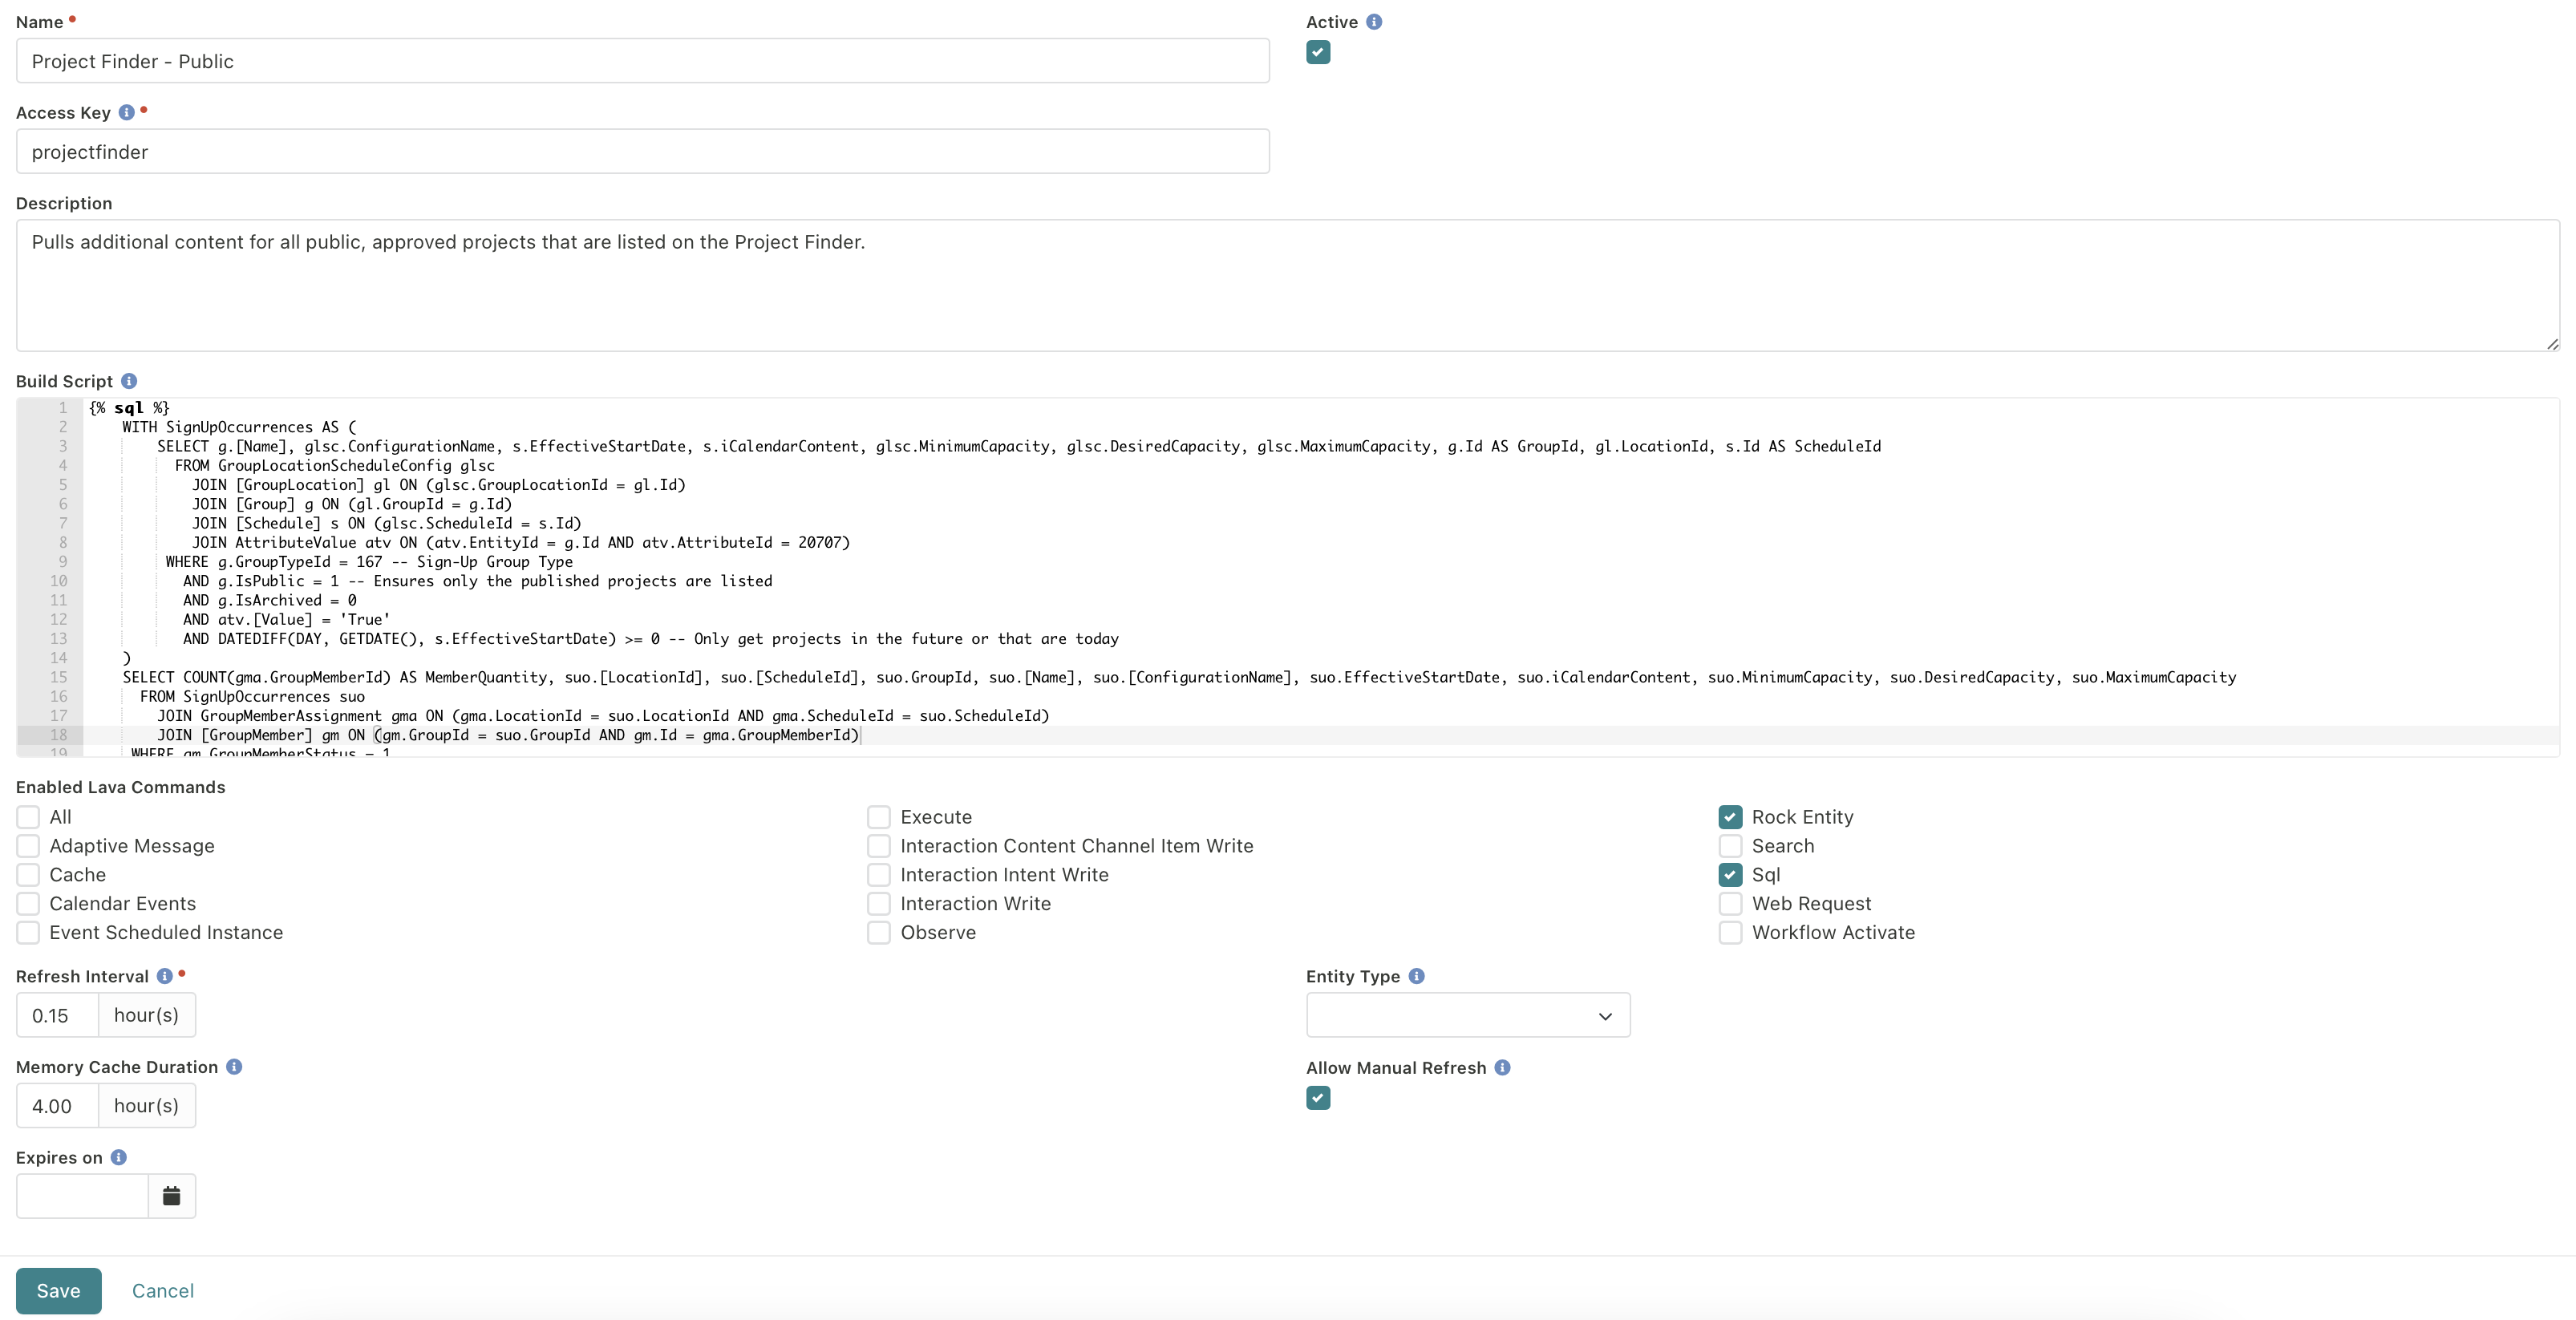 Name
Active
Project Finder - Public
Access Key
projectfinder
Description
Pulls additional content for all public, approved projects that are listed on the Project Finder.
Build Script
1 {% sql %}
2 WITH SignUpOccurrences AS (
3 SELECT g.[Name], glsc.ConfigurationName, s.EffectiveStartDate, s.iCalendarContent, glsc.MinimumCapacity, glsc.DesiredCapacity, glsc.MaximumCapacity, g.Id AS GroupId, gl.LocationId, s.Id AS ScheduleId
4 FROM GroupLocationScheduleConfig glsc
5 JOIN [GroupLocation] gl ON (glsc.GroupLocationId = gl.Id)
6 JOIN [Group] g ON (gl.GroupId = g.Id)
7 JOIN [Schedule] s ON (glsc.ScheduleId = s.Id)
8 JOIN AttributeValue atv ON (atv.EntityId = g.Id AND atv.AttributeId = 20707)
9 WHERE g.GroupTypeId = 167 -- Sign-Up Group Type
10 AND g.IsPublic = 1 -- Ensures only the published projects are listed
11 AND g.IsArchived = 0
12 AND atv.[Value] = 'True'
13 AND DATEDIFF(DAY, GETDATE(), s.EffectiveStartDate) >= 0 -- Only get projects in the future or that are today
14 )
15 SELECT COUNT(gma.GroupMemberId) AS MemberQuantity, suo.[LocationId], suo.[ScheduleId], suo.GroupId, suo.[Name], suo.[ConfigurationName], suo.EffectiveStartDate, suo.iCalendarContent, suo.MinimumCapacity, suo.DesiredCapacity, suo.MaximumCapacity
16 FROM SignUpOccurrences suo
17 JOIN GroupMemberAssignment gma ON (gma.LocationId = suo.LocationId AND gma.ScheduleId = suo.ScheduleId)
18 JOIN [GroupMember] gm ON (gm.GroupId = suo.GroupId AND gm.Id = gma.GroupMemberId)
19 WHERE gm.GroupMemberStatus = 1
Enabled Lava Commands
All
Adaptive Message
Cache
Calendar Events
Event Scheduled Instance
Execute
Interaction Content Channel Item Write
Interaction Intent Write
Interaction Write
Observe
Rock Entity
Search
Sql
Web Request
Workflow Activate
Refresh Interval
0.15 hour(s)
Entity Type
Memory Cache Duration
4.00 hour(s)
Allow Manual Refresh
Expires on
Save
Cancel